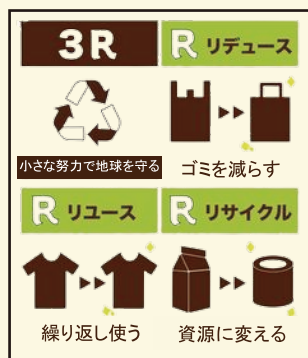 3R
R リデュース
小さな努力で地球を守る
ゴミを減らす
R リユース
R リサイクル
繰り返し使う
資源に変える